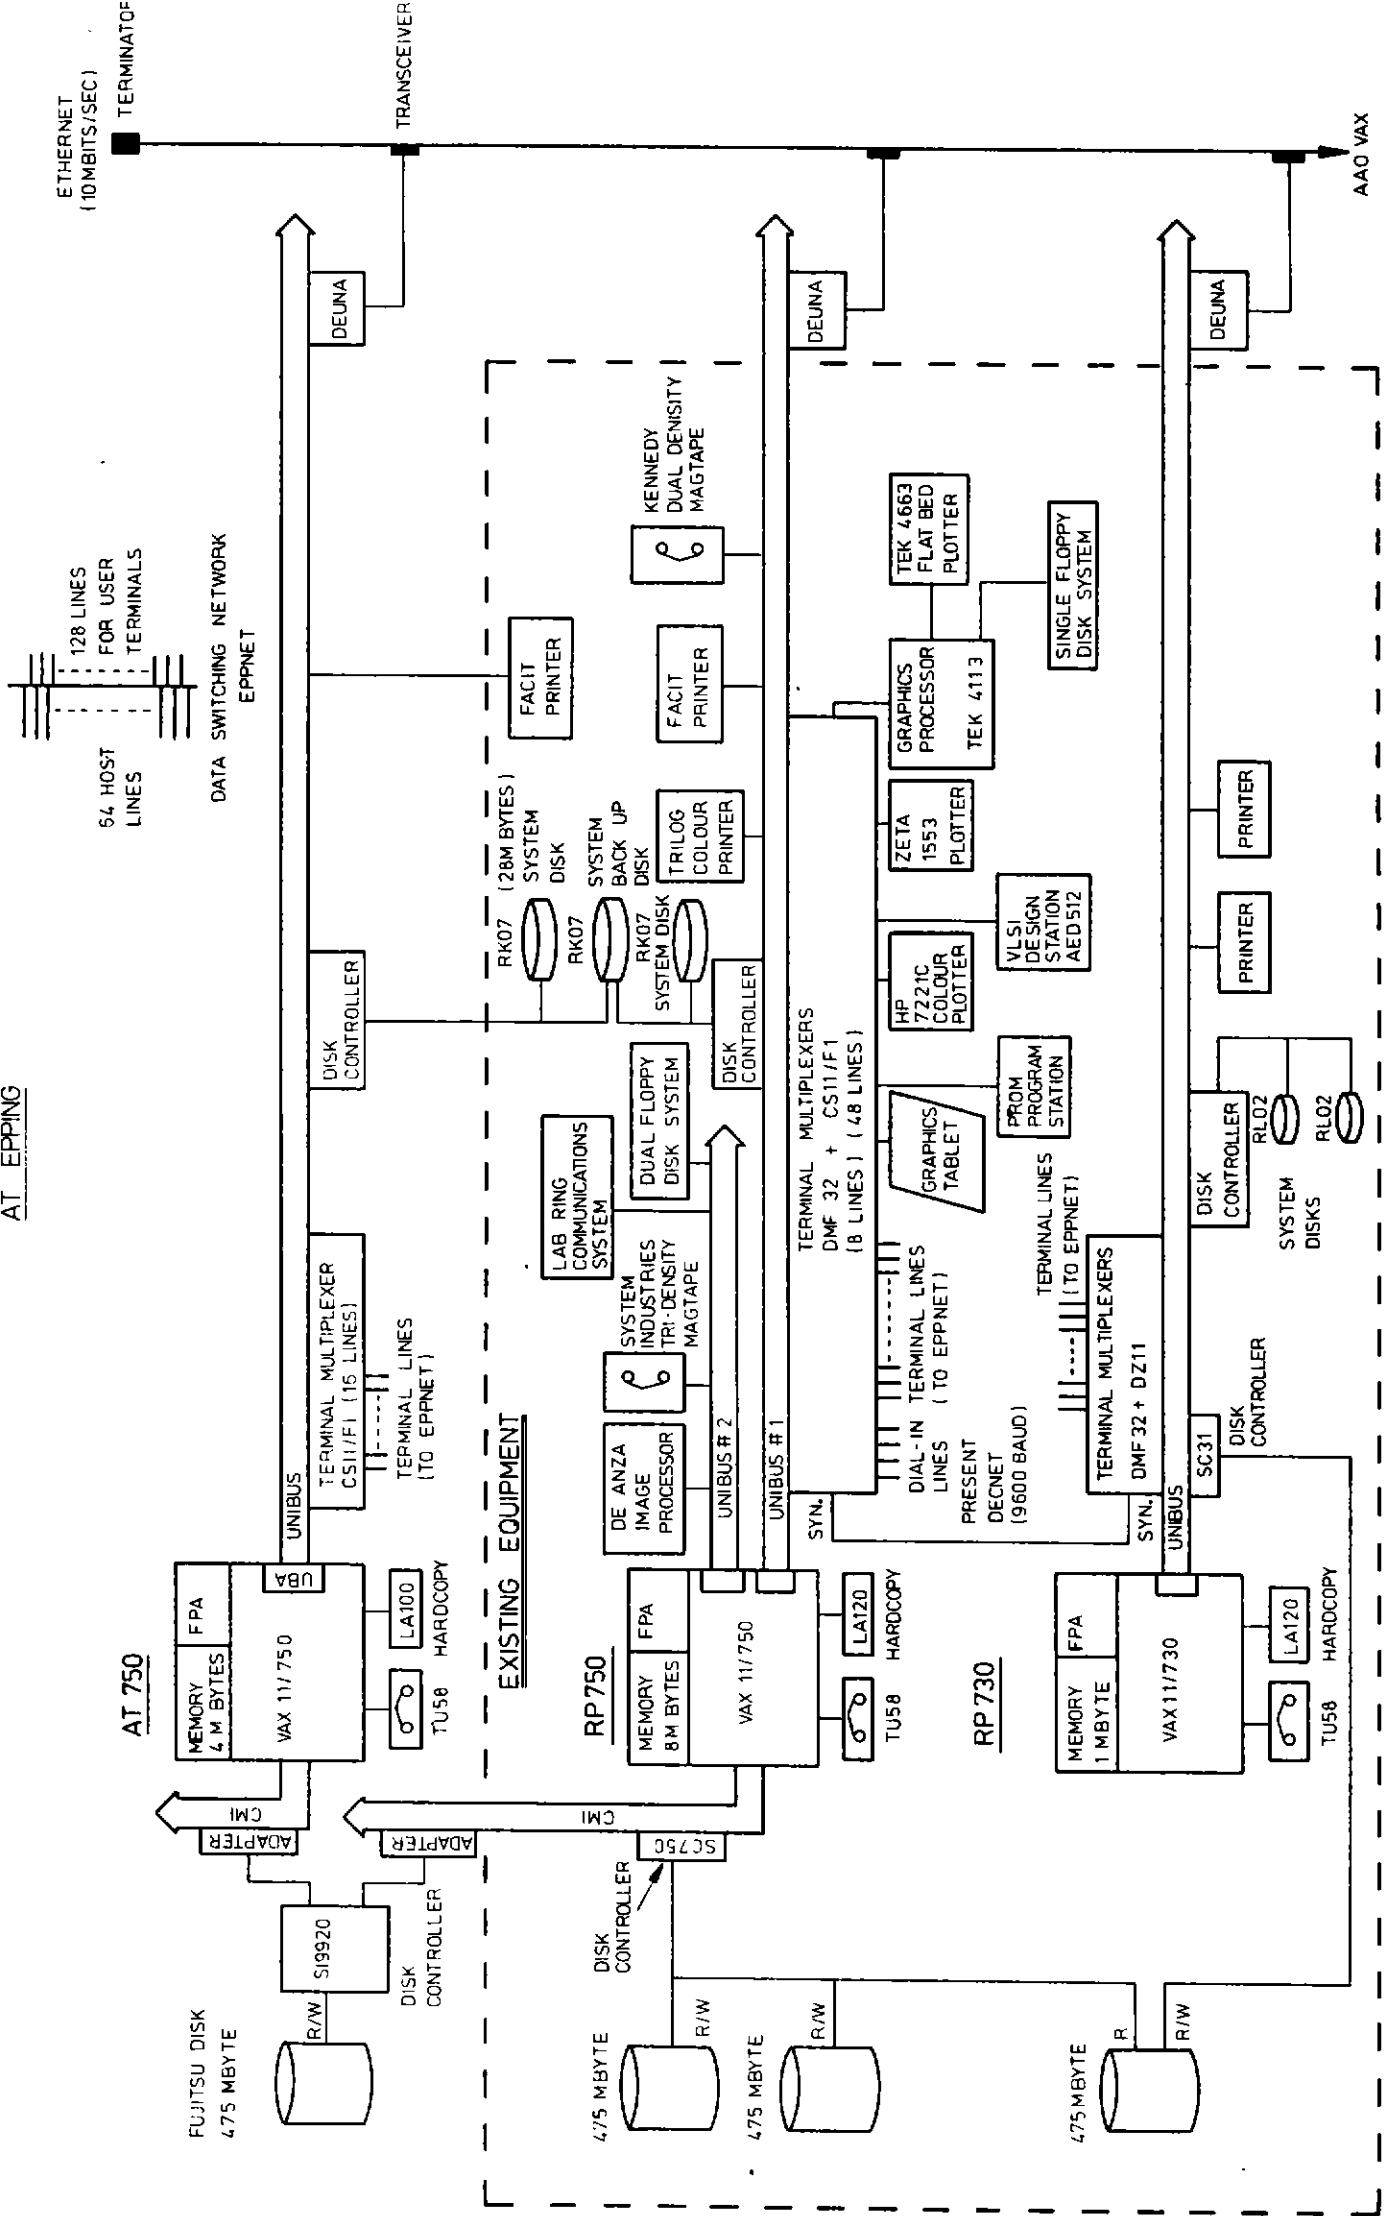 AT EPPING
ETHERNET
(10MBITS/SEC)
TERMINATOR
TRANSCEIVER
AAO VAX
64 HOST
LINES
128 LINES
FOR USER
TERMINALS
DATA SWITCHING NETWORK
EPPNET
AT 750
MEMORY
4 M BYTES
FPA
VAX 11/750
UBA
UNIBUS
LA100
HARDCOPY
TU58
CMI
ADAPTER
ADAPTER
SI9920
DISK
CONTROLLER
FUJITSU DISK
475 MBYTE
R/W
TERMINAL MULTIPLEXER
CS11/F1 (16 LINES)
TERMINAL LINES
(TO EPPNET)
DISK
CONTROLLER
FACIT
PRINTER
DEUNA
EXISTING EQUIPMENT
RP750
MEMORY
8M BYTES
FPA
VAX 11/750
LA120
HARDCOPY
TU58
CMI
SC750
DISK
CONTROLLER
475 MBYTE
R/W
475 MBYTE
R/W
475MBYTE
R
R/W
UNIBUS # 2
DE ANZA
IMAGE
PROCESSOR
SYSTEM
INDUSTRIES
TRI-DENSITY
MAGTAPE
LAB RING
COMMUNICATIONS
SYSTEM
DUAL FLOPPY
DISK SYSTEM
UNIBUS # 1
DISK
CONTROLLER
RK07
(28M BYTES)
SYSTEM
DISK
RK07
SYSTEM
BACK UP
DISK
RK07
SYSTEM DISK
TRILOG
COLOUR
PRINTER
FACIT
PRINTER
KENNEDY
DUAL DENISITY
MAGTAPE
DEUNA
SYN.
TERMINAL MULTIPLEXERS
DMF 32 + CS11/F1
(8 LINES) (48 LINES)
DIAL-IN
LINES
TERMINAL LINES
(TO EPPNET)
PRESENT
DECNET
(9600 BAUD)
GRAPHICS
TABLET
PROM
PROGRAM
STATION
HP
7221C
COLOUR
PLOTTER
VLSI
DESIGN
STATION
AED512
ZETA
1553
PLOTTER
GRAPHICS
PROCESSOR
TEK 4113
TEK 4663
FLAT BED
PLOTTER
SINGLE FLOPPY
DISK SYSTEM
RP 730
MEMORY
1 MBYTE
FPA
VAX11/730
LA120
HARDCOPY
TU58
SYN.
UNIBUS
TERMINAL MULTIPLEXERS
DMF32 + DZ11
TERMINAL LINES
(TO EPPNET)
SC31
DISK
CONTROLLER
DISK
CONTROLLER
RL02
RL02
SYSTEM
DISKS
PRINTER
PRINTER
DEUNA